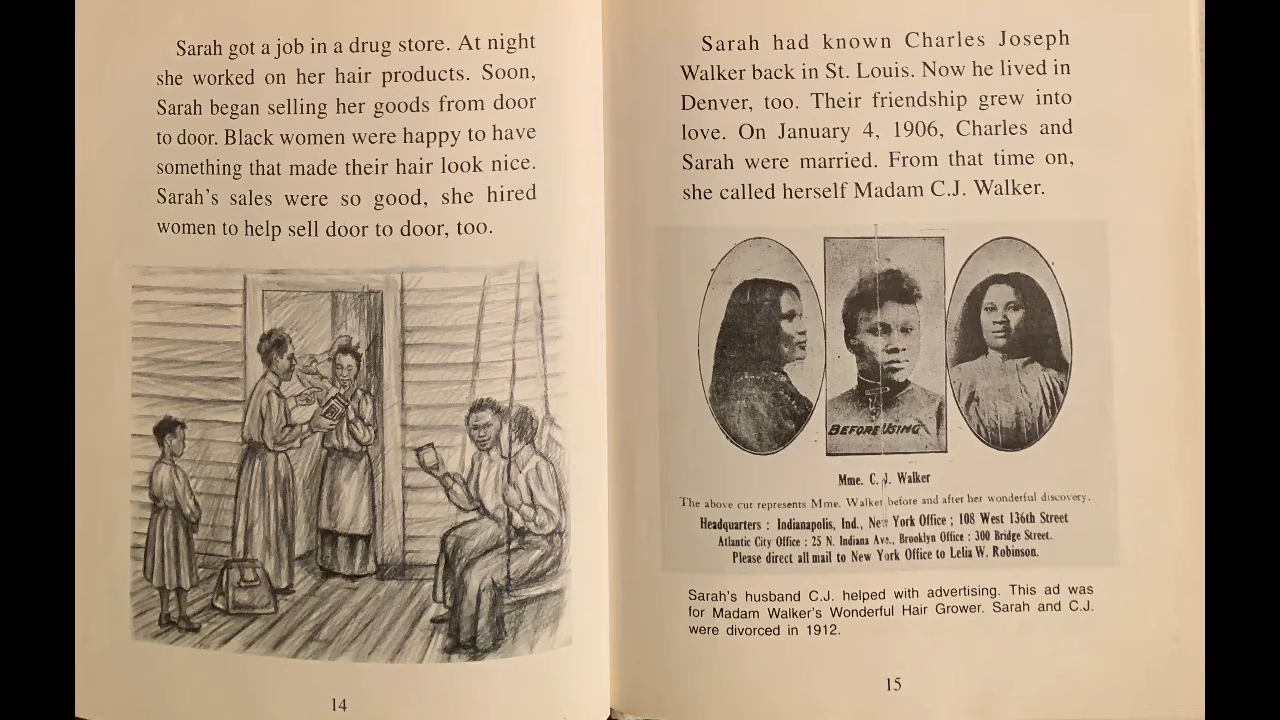 Sarah got a job in a drug store. At night
she worked on her hair products. Soon,
Sarah began selling her goods from door
to door. Black women were happy to have
something that made their hair look nice.
Sarah's sales were so good, she hired
women to help sell door to door, too.
14
Sarah had known Charles Joseph
Walker back in St. Louis. Now he lived in
Denver, too. Their friendship grew into
love. On January 4, 1906, Charles and
Sarah were married. From that time on,
she called herself Madam C.J. Walker.
BEFORE USING
Mme. C. J. Walker
The above cut represents Mme. Walker before and after her wonderful discovery.
Headquarters : Indianapolis, Ind., New York Office ; 108 West 136th Street
Atlantic City Office : 25 N. Indiana Ave., Brooklyn Office : 300 Bridge Street.
Please direct all mail to New York Office to Lelia W. Robinson.
Sarah's husband C.J. helped with advertising. This ad was
for Madam Walker's Wonderful Hair Grower. Sarah and C.J.
were divorced in 1912.
15